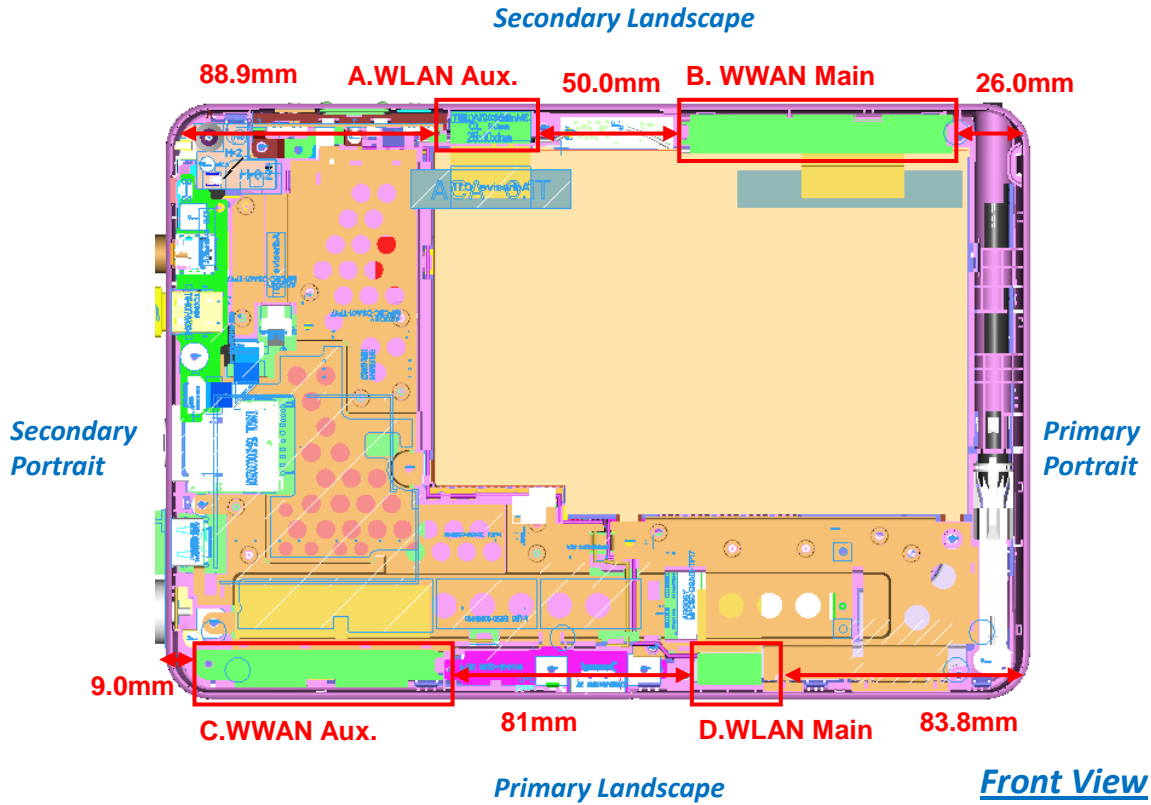 Secondary Landscape
88.9mm
A.WLAN Aux.
50.0mm
B. WWAN Main
26.0mm
Secondary
Portrait
Primary
Portrait
9.0mm
C.WWAN Aux.
81mm
D.WLAN Main
83.8mm
Primary Landscape
Front View